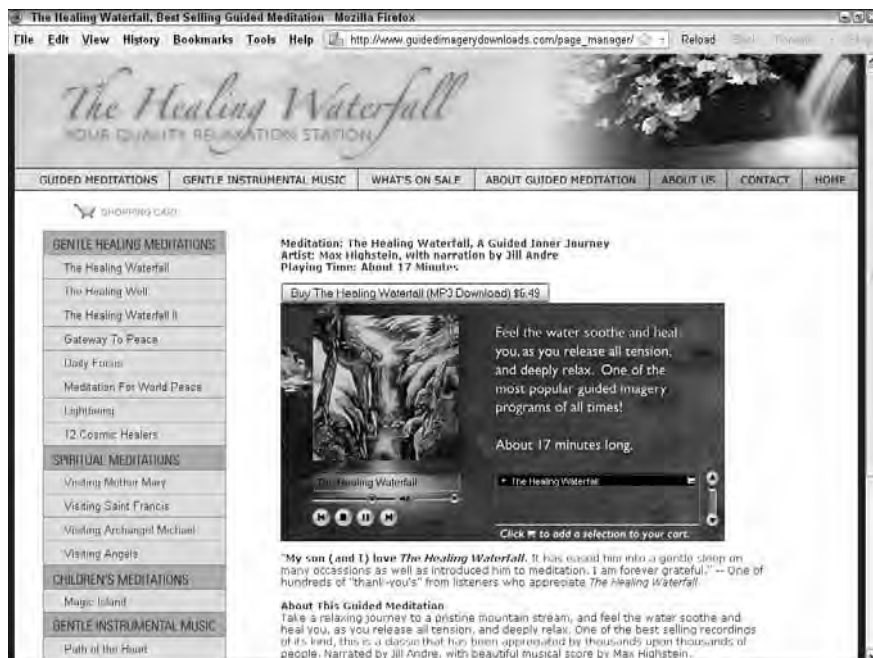 The Healing Waterfall, Best Selling Guided Meditation   Mozilla Firefox
File Edit View History Bookmarks Tools Help http://www.guidedimagerydownloads.com/page_manager/ Reload
The Healing Waterfall
YOUR QUALITY RELAXATION STATION
GUIDED MEDITATIONS GENTLE INSTRUMENTAL MUSIC WHAT'S ON SALE ABOUT GUIDED MEDITATION ABOUT US CONTACT HOME
SHOPPING CART
GENTLE HEALING MEDITATIONS
The Healing Waterfall
The Healing Well
The Healing Waterfall II
Gateway To Peace
Daily Focus
Meditation For World Peace
Lightening
12 Cosmic Healers
SPIRITUAL MEDITATIONS
Visiting Mother Mary
Visiting Saint Francis
Visiting Archangel Michael
Visiting Angels
CHILDREN'S MEDITATIONS
Magic Island
GENTLE INSTRUMENTAL MUSIC
Path of the Heart
Meditation: The Healing Waterfall, A Guided Inner Journey
Artist: Max Highstein, with narration by Jill Andre
Playing Time: About 17 Minutes
Buy The Healing Waterfall (MP3 Download) $6.49
Feel the water soothe and heal
you, as you release all tension,
and deeply relax. One of the
most popular guided imagery
programs of all times!
About 17 minutes long.
The Healing Waterfall
+ The Healing Waterfall
Click to add a selection to your cart.
"My son (and I) love The Healing Waterfall. It has eased him into a gentle sleep on
many occassions as well as introduced him to meditation. I am forever grateful." -- One of
hundreds of "thank-you's" from listeners who appreciate The Healing Waterfall.
About This Guided Meditation
Take a relaxing journey to a pristine mountain stream, and feel the water soothe and
heal you, as you release all tension, and deeply relax. One of the best selling recordings
of its kind, this is a classic that has been appreciated by thousands upon thousands of
people. Narrated by Jill Andre, with beautiful musical score by Max Highstein.